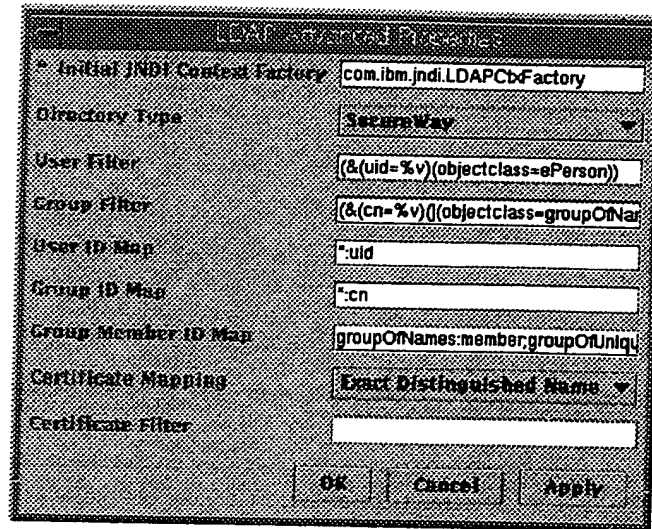 LDAP Advanced Properties
* Initial JNDI Context Factory com.ibm.jndi.LDAPCtxFactory
Directory Type SecureWay
User Filter (&(uid=%v)(objectclass=ePerson))
Group Filter (&(cn=%v)(|(objectclass=groupOfNar
User ID Map *:uid
Group ID Map *:cn
Group Member ID Map groupOfNames:member;groupOfUniqu
Certificate Mapping Exact Distinguished Name
Certificate Filter
OK Cancel Apply